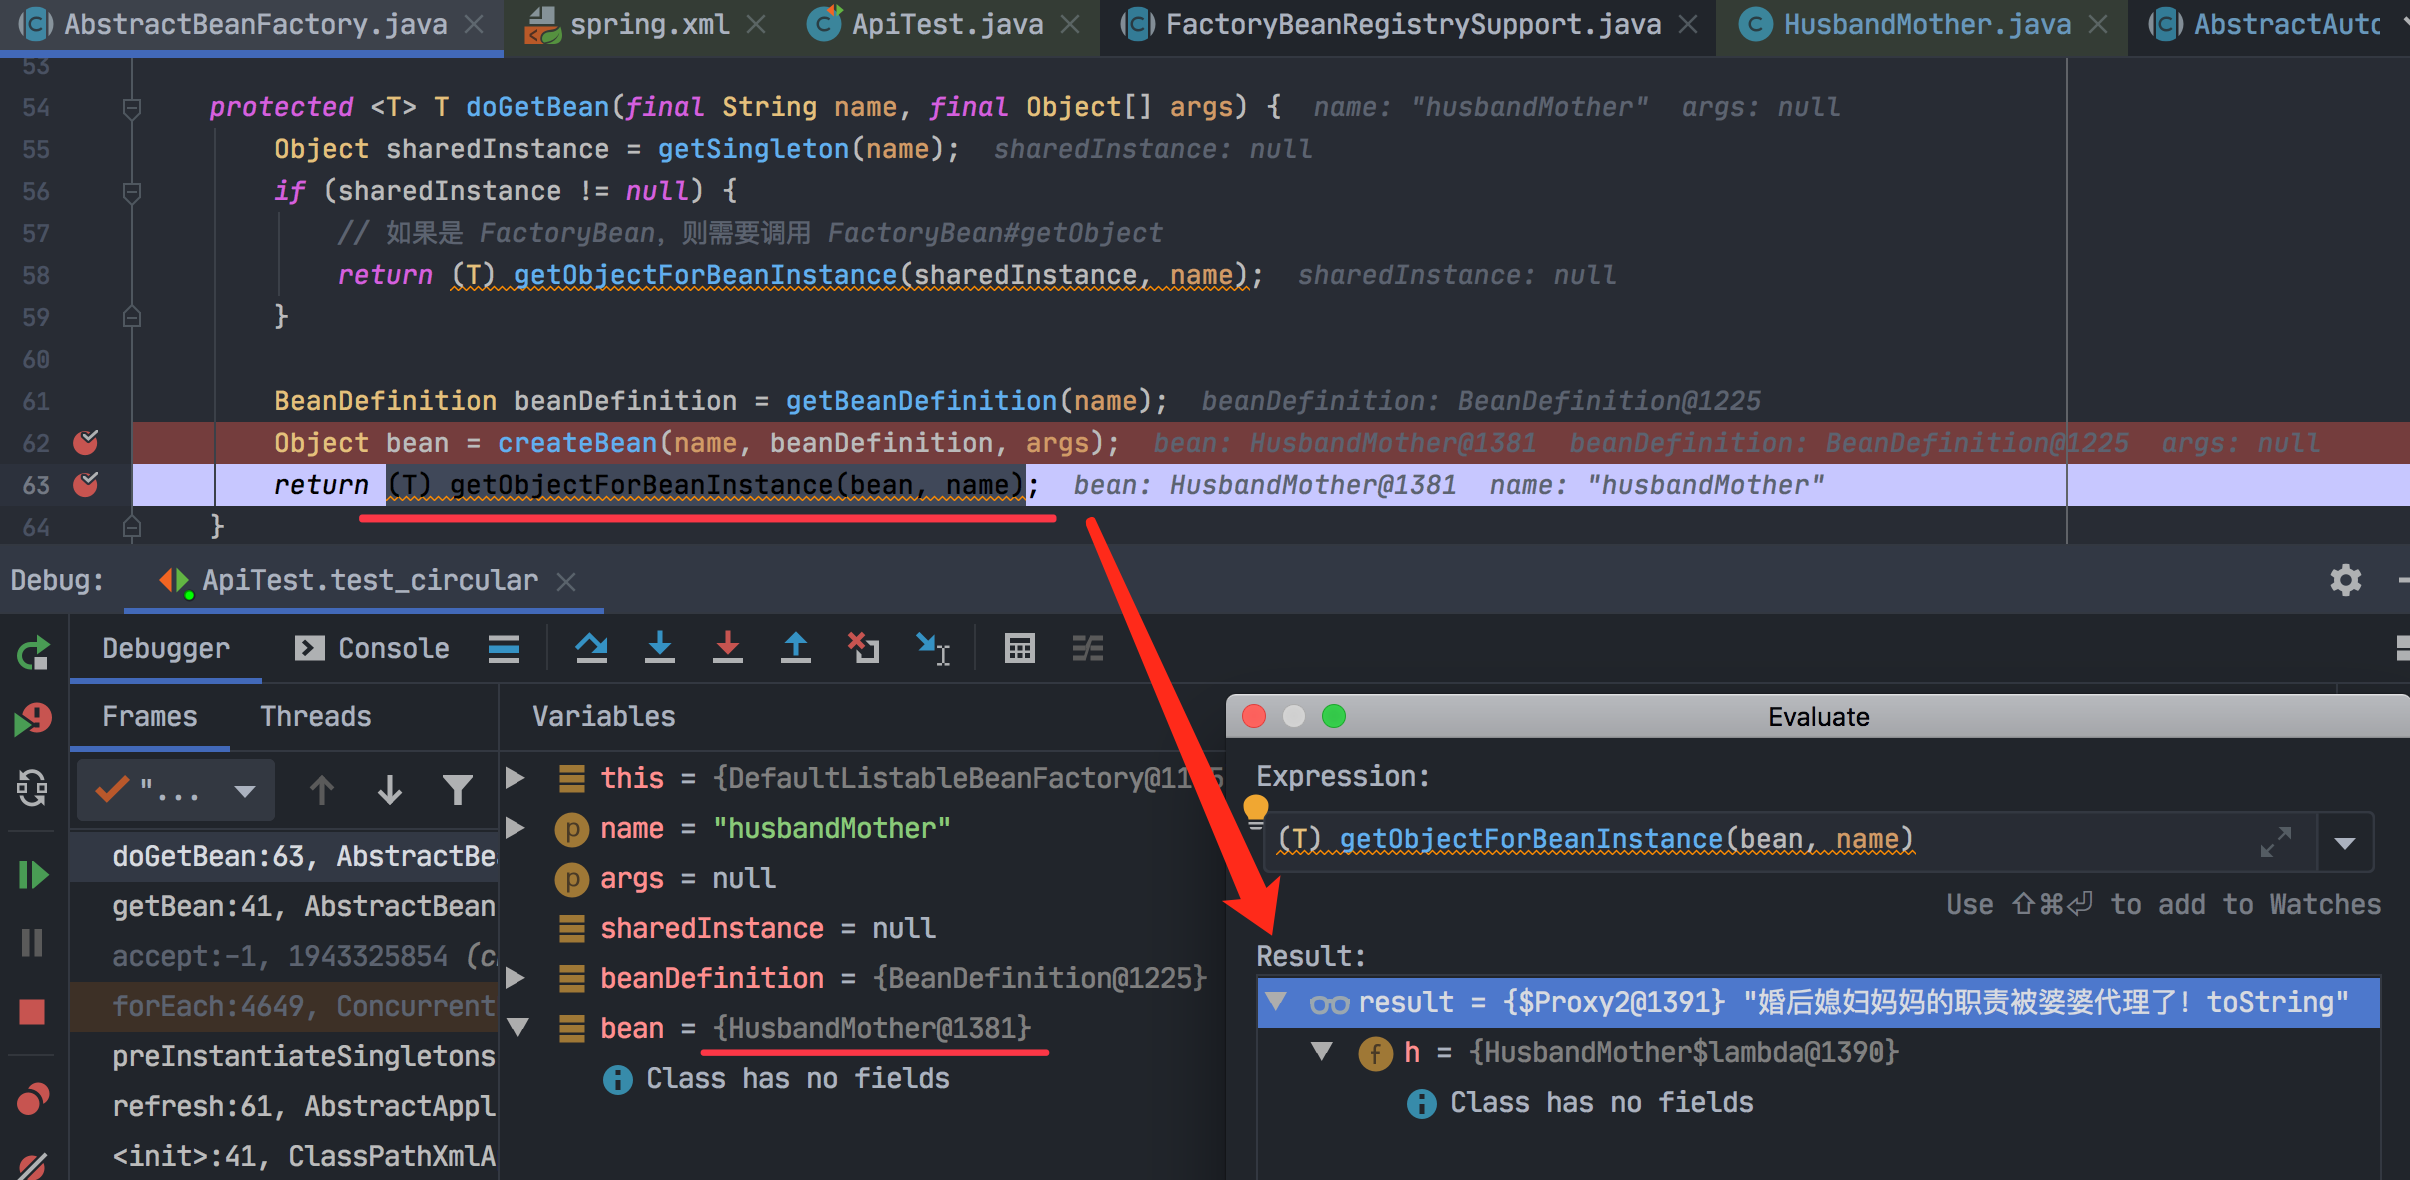 AbstractBeanFactory.java spring.xml ApiTest.java FactoryBeanRegistrySupport.java HusbandMother.java AbstractAuto
53
54 protected <T> T doGetBean(final String name, final Object[] args) { name: "husbandMother" args: null
55 Object sharedInstance = getSingleton(name); sharedInstance: null
56 if (sharedInstance != null) {
57 // 如果是 FactoryBean，则需要调用 FactoryBean#getObject
58 return (T) getObjectForBeanInstance(sharedInstance, name); sharedInstance: null
59 }
60
61 BeanDefinition beanDefinition = getBeanDefinition(name); beanDefinition: BeanDefinition@1225
62 Object bean = createBean(name, beanDefinition, args); bean: HusbandMother@1381 beanDefinition: BeanDefinition@1225 args: null
63 return (T) getObjectForBeanInstance(bean, name); bean: HusbandMother@1381 name: "husbandMother"
64 }
Debug: ApiTest.test_circular
Debugger Console
Frames Threads
"...
doGetBean:63, AbstractBea
getBean:41, AbstractBean
accept:-1, 1943325854 (c
forEach:4649, Concurrent
preInstantiateSingletons
refresh:61, AbstractAppl
<init>:41, ClassPathXmlA
Variables
this = {DefaultListableBeanFactory@11
name = "husbandMother"
args = null
sharedInstance = null
beanDefinition = {BeanDefinition@1225}
bean = {HusbandMother@1381}
Class has no fields
Evaluate
Expression:
(T) getObjectForBeanInstance(bean, name)
Use ⇧⌘⏎ to add to Watches
Result:
result = {$Proxy2@1391} "婚后媳妇妈妈的职责被婆婆代理了！toString"
h = {HusbandMother$lambda@1390}
Class has no fields